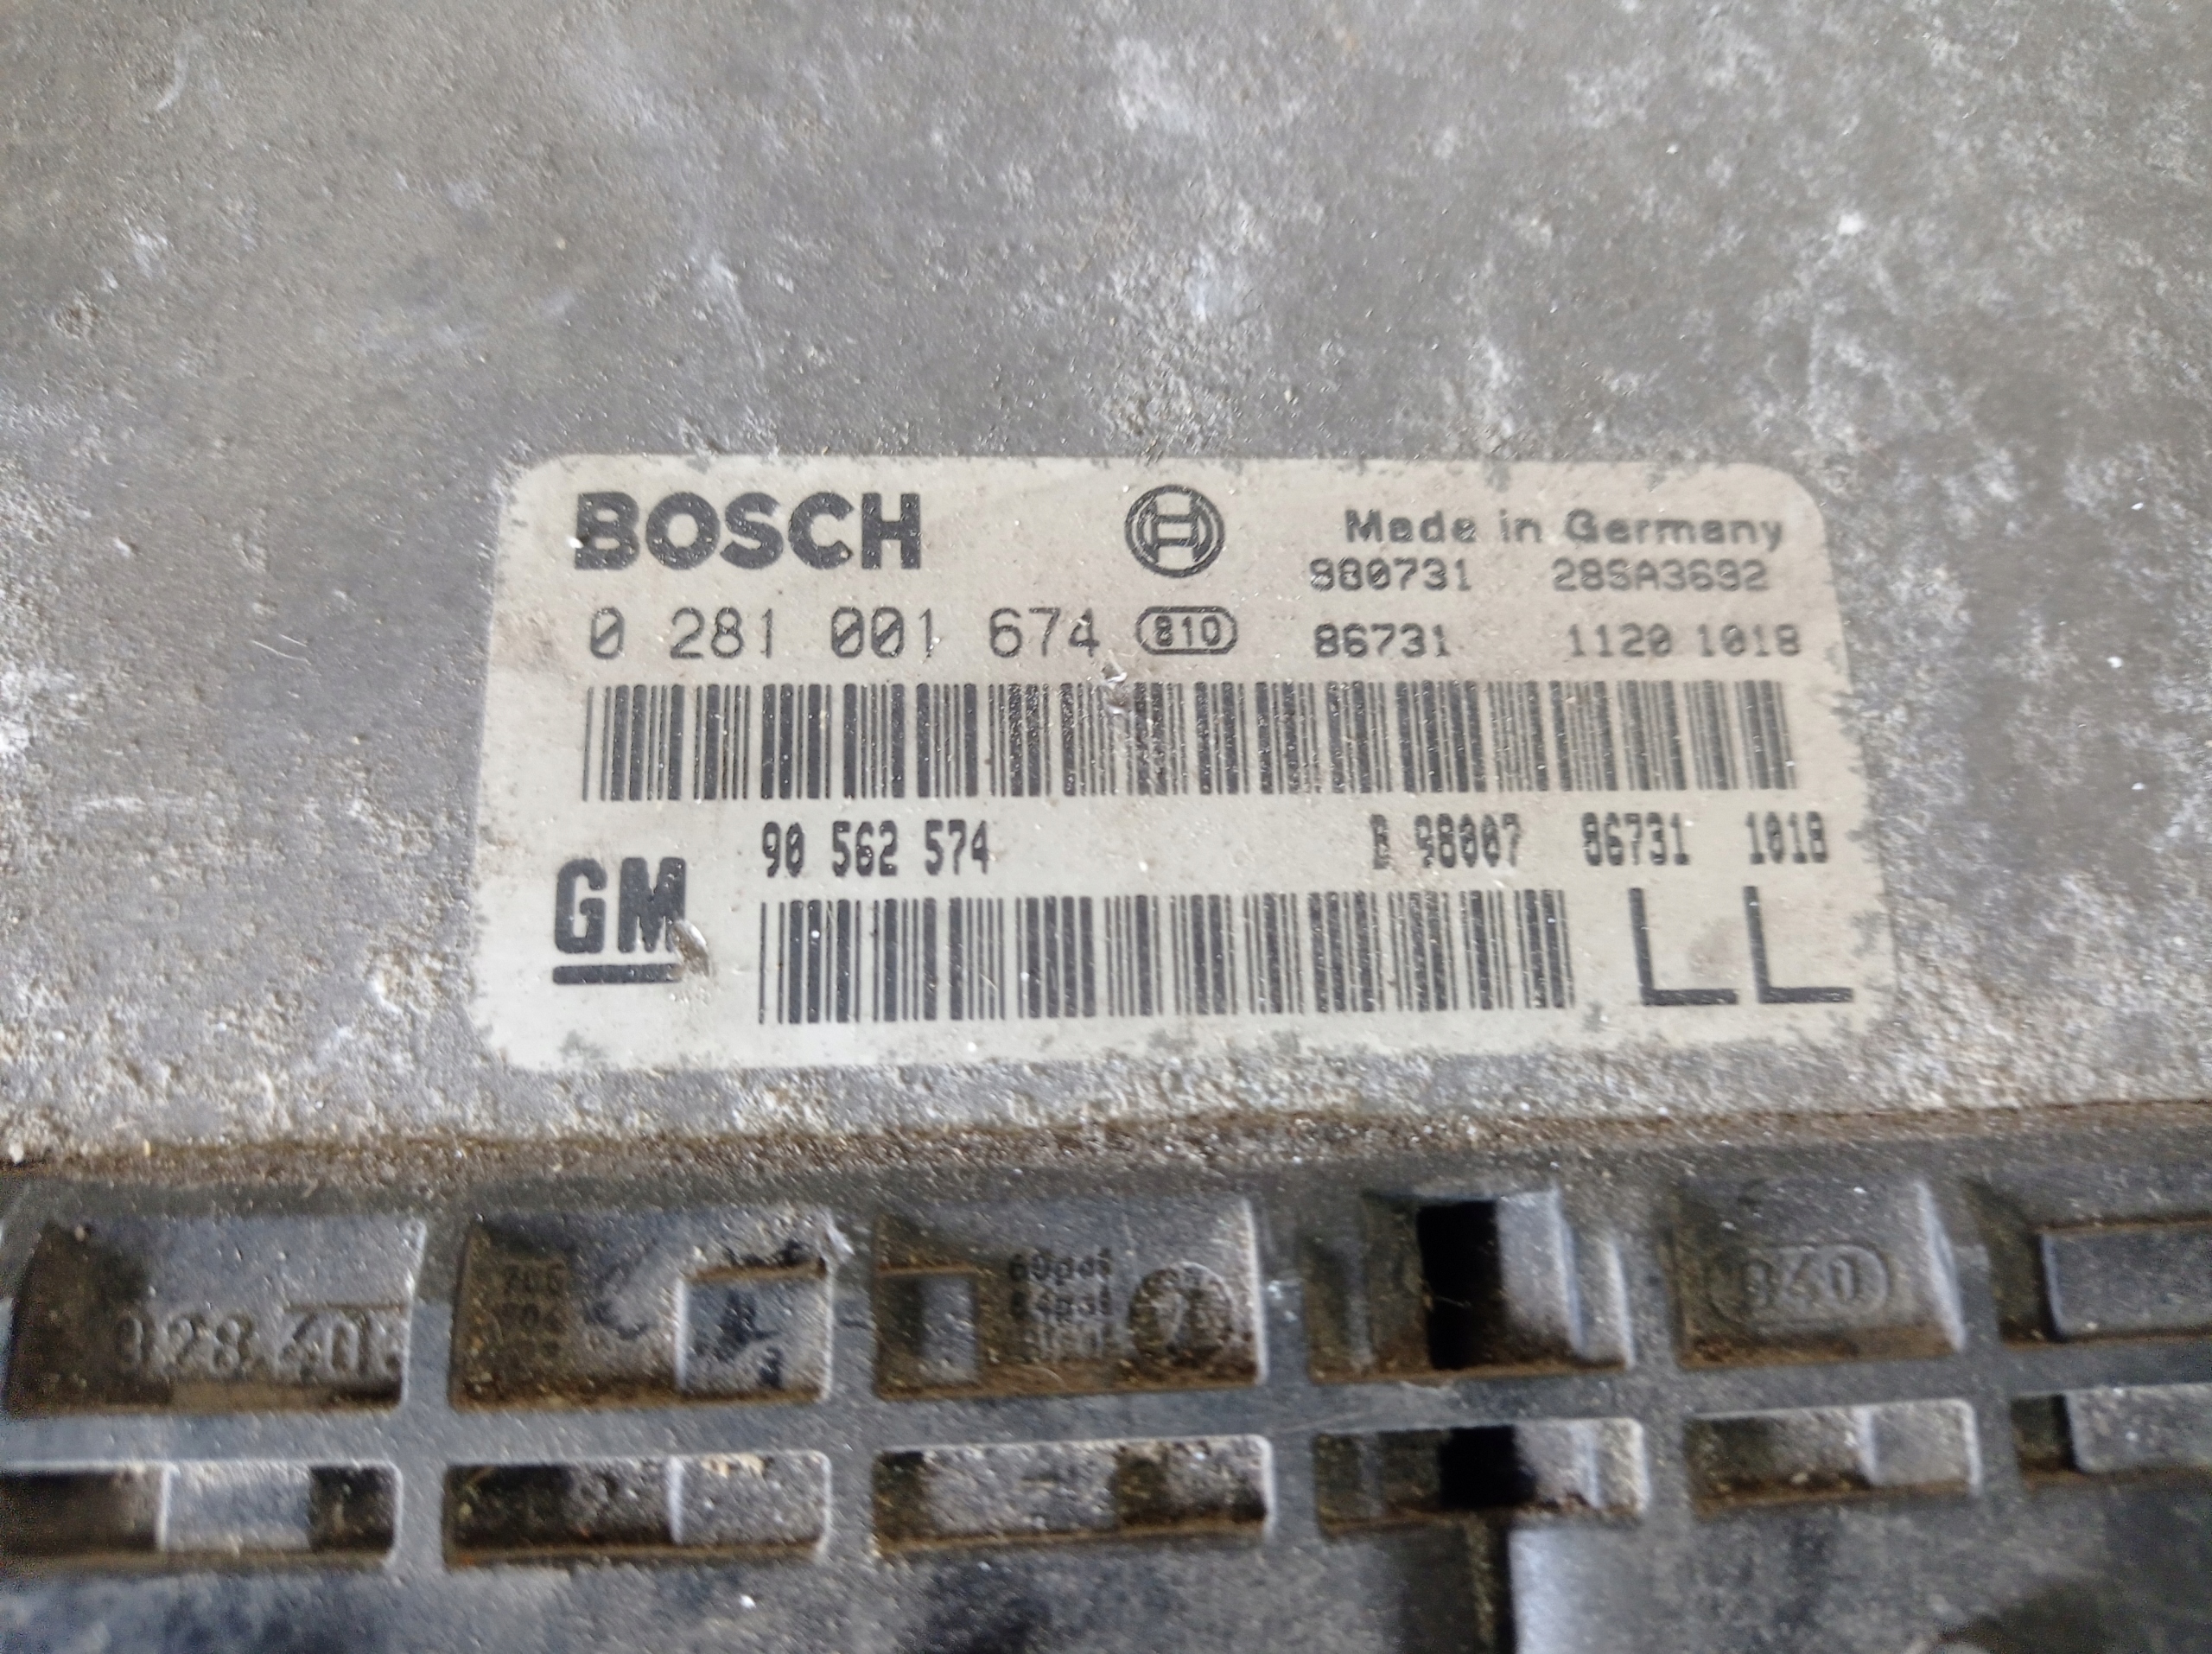 BOSCH
Made in Germany
980731 28SA3692
0 281 001 674 810 86731 1120 1018
90 562 574 B 98007 86731 1018
GM
LL
040